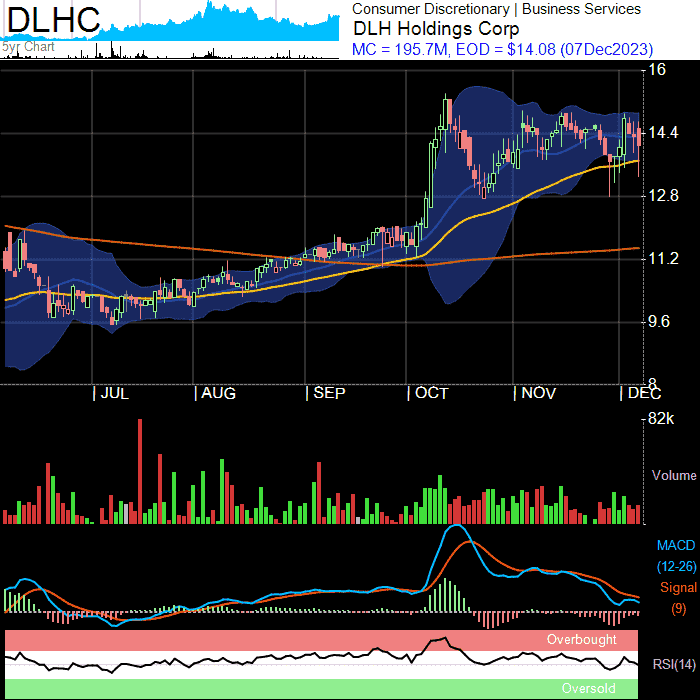 DLHC
5yr Chart
Consumer Discretionary | Business Services
DLH Holdings Corp
MC = 195.7M, EOD = $14.08 (07Dec2023)
16
14.4
12.8
11.2
9.6
8
JUL
AUG
SEP
OCT
NOV
DEC
82k
Volume
MACD
(12-26)
Signal
(9)
Overbought
RSI(14)
Oversold